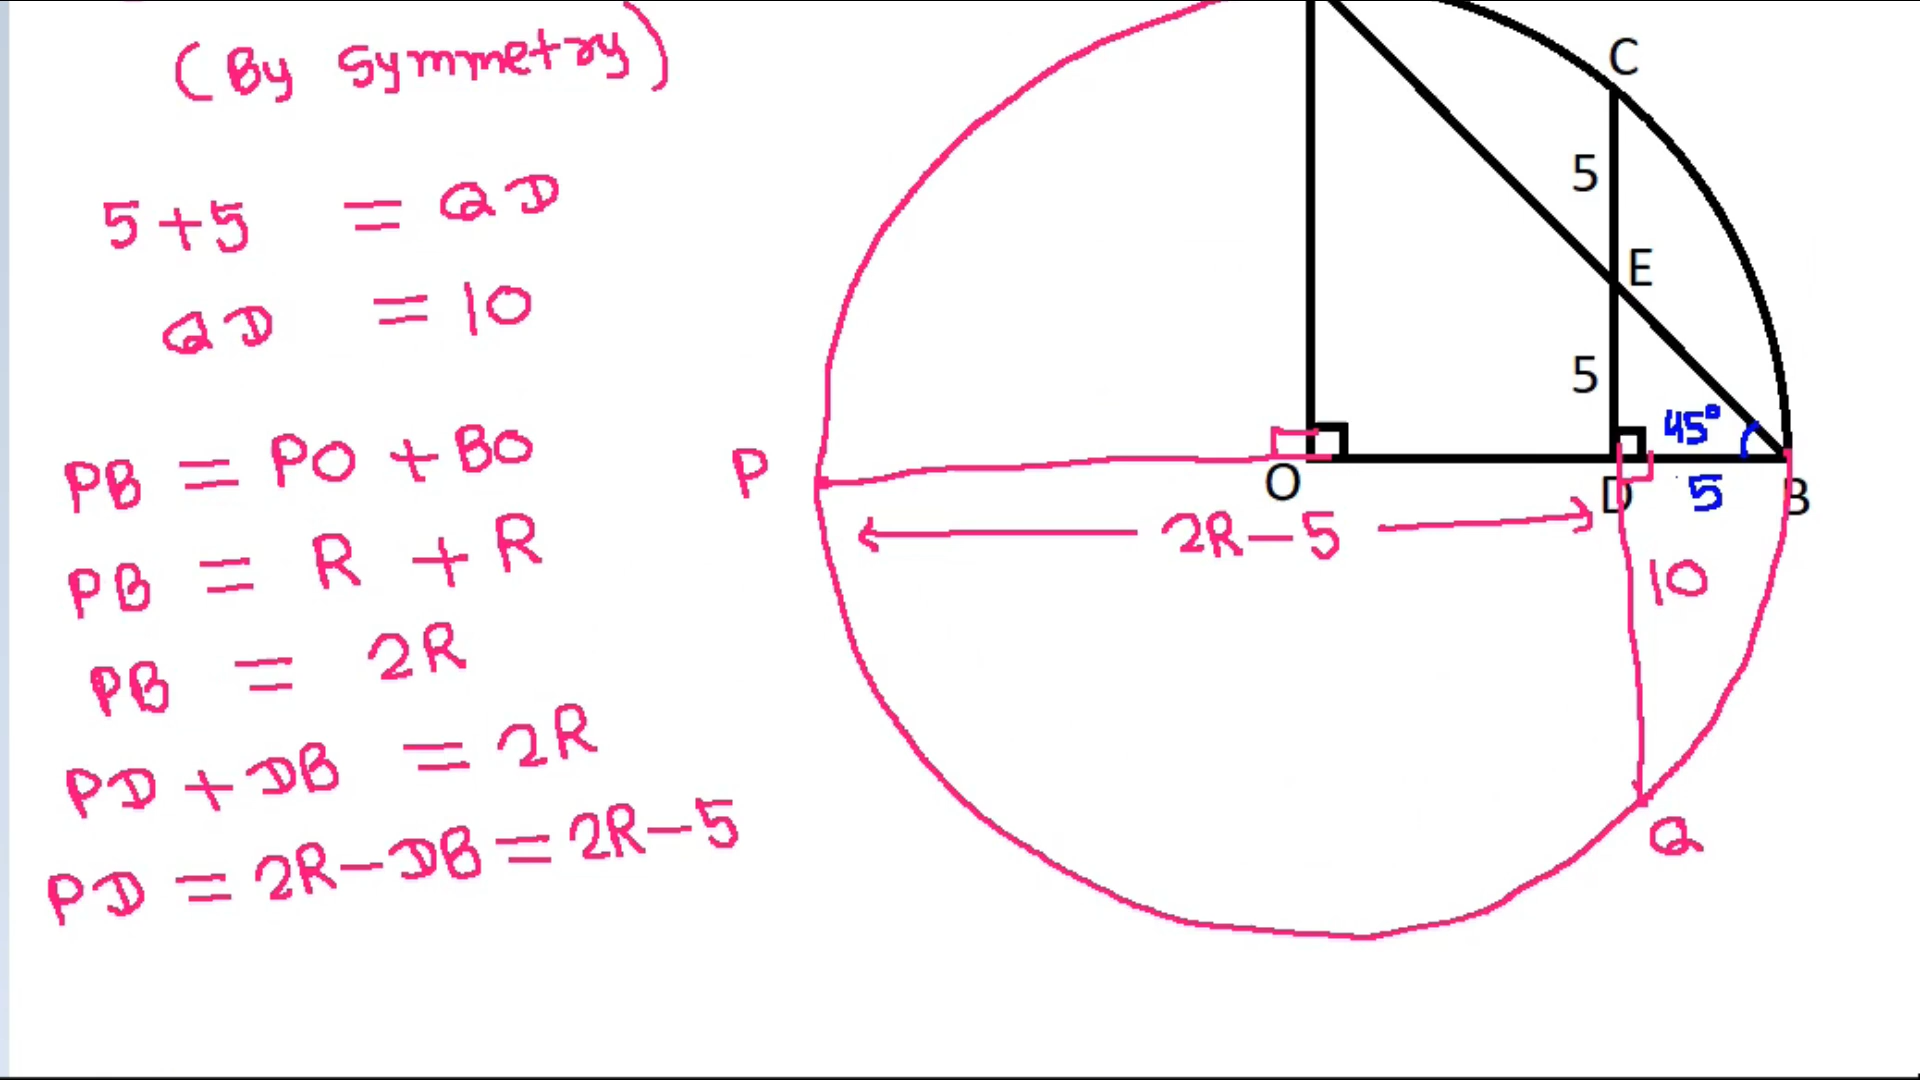 (By Symmetry)
5+5 = QD
QD = 10
PB = PO + BO
PB = R + R
PB = 2R
PD + DB = 2R
PD = 2R-DB = 2R-5
C
5
E
5
45°
P
O
D
5
B
2R-5
10
Q